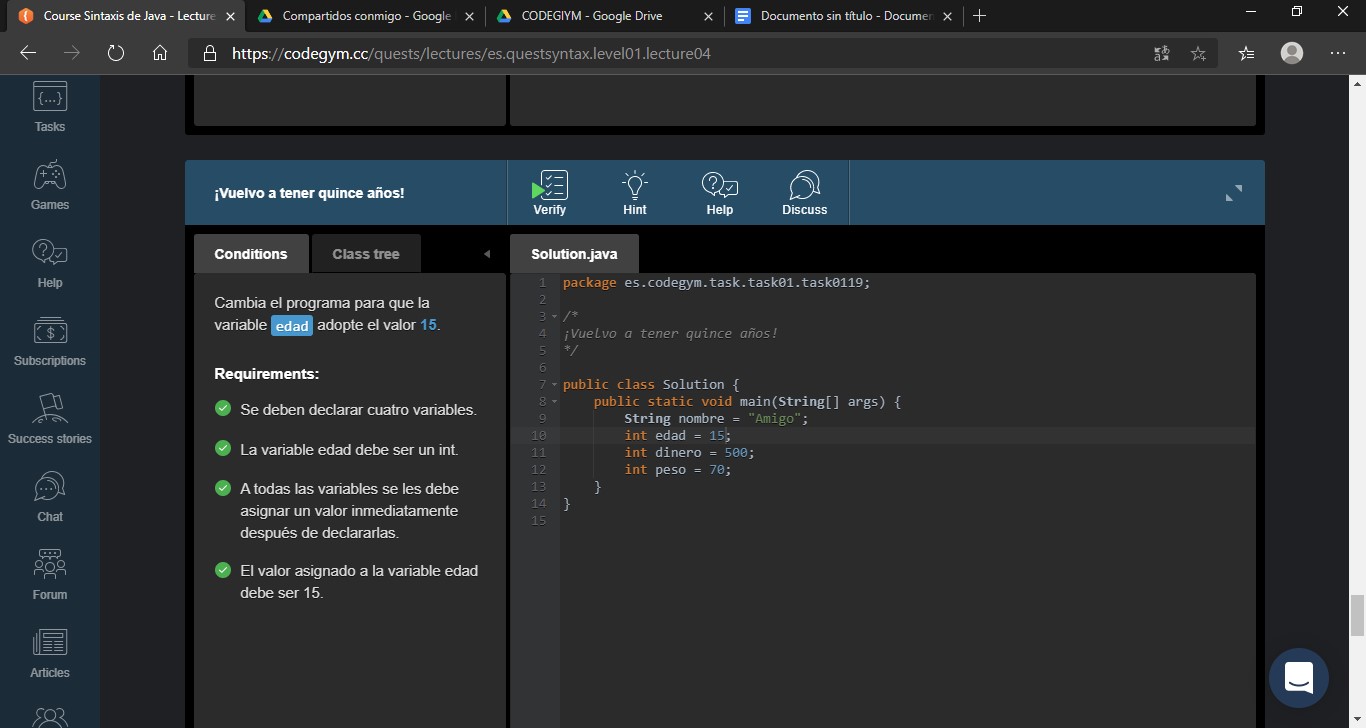 Course Sintaxis de Java - Lecture
Compartidos conmigo - Google
CODEGIYM - Google Drive
Documento sin título - Documen
https://codegym.cc/quests/lectures/es.questsyntax.level01.lecture04
{...}
Tasks
Games
Help
Subscriptions
Success stories
Chat
Forum
Articles
¡Vuelvo a tener quince años!
Verify
Hint
Help
Discuss
Conditions
Class tree
Solution.java
Cambia el programa para que la
variable edad adopte el valor 15.
Requirements:
Se deben declarar cuatro variables.
La variable edad debe ser un int.
A todas las variables se les debe
asignar un valor inmediatamente
después de declararlas.
El valor asignado a la variable edad
debe ser 15.
1 package es.codegym.task.task01.task0119;
2
3 /*
4 ¡Vuelvo a tener quince años!
5 */
6
7 public class Solution {
8 public static void main(String[] args) {
9 String nombre = "Amigo";
10 int edad = 15;
11 int dinero = 500;
12 int peso = 70;
13 }
14 }
15